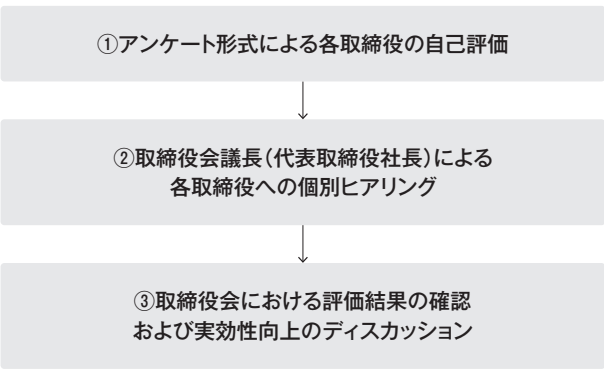 ①アンケート形式による各取締役の自己評価
②取締役会議長(代表取締役社長)による
各取締役への個別ヒアリング
③取締役会における評価結果の確認
および実効性向上のディスカッション